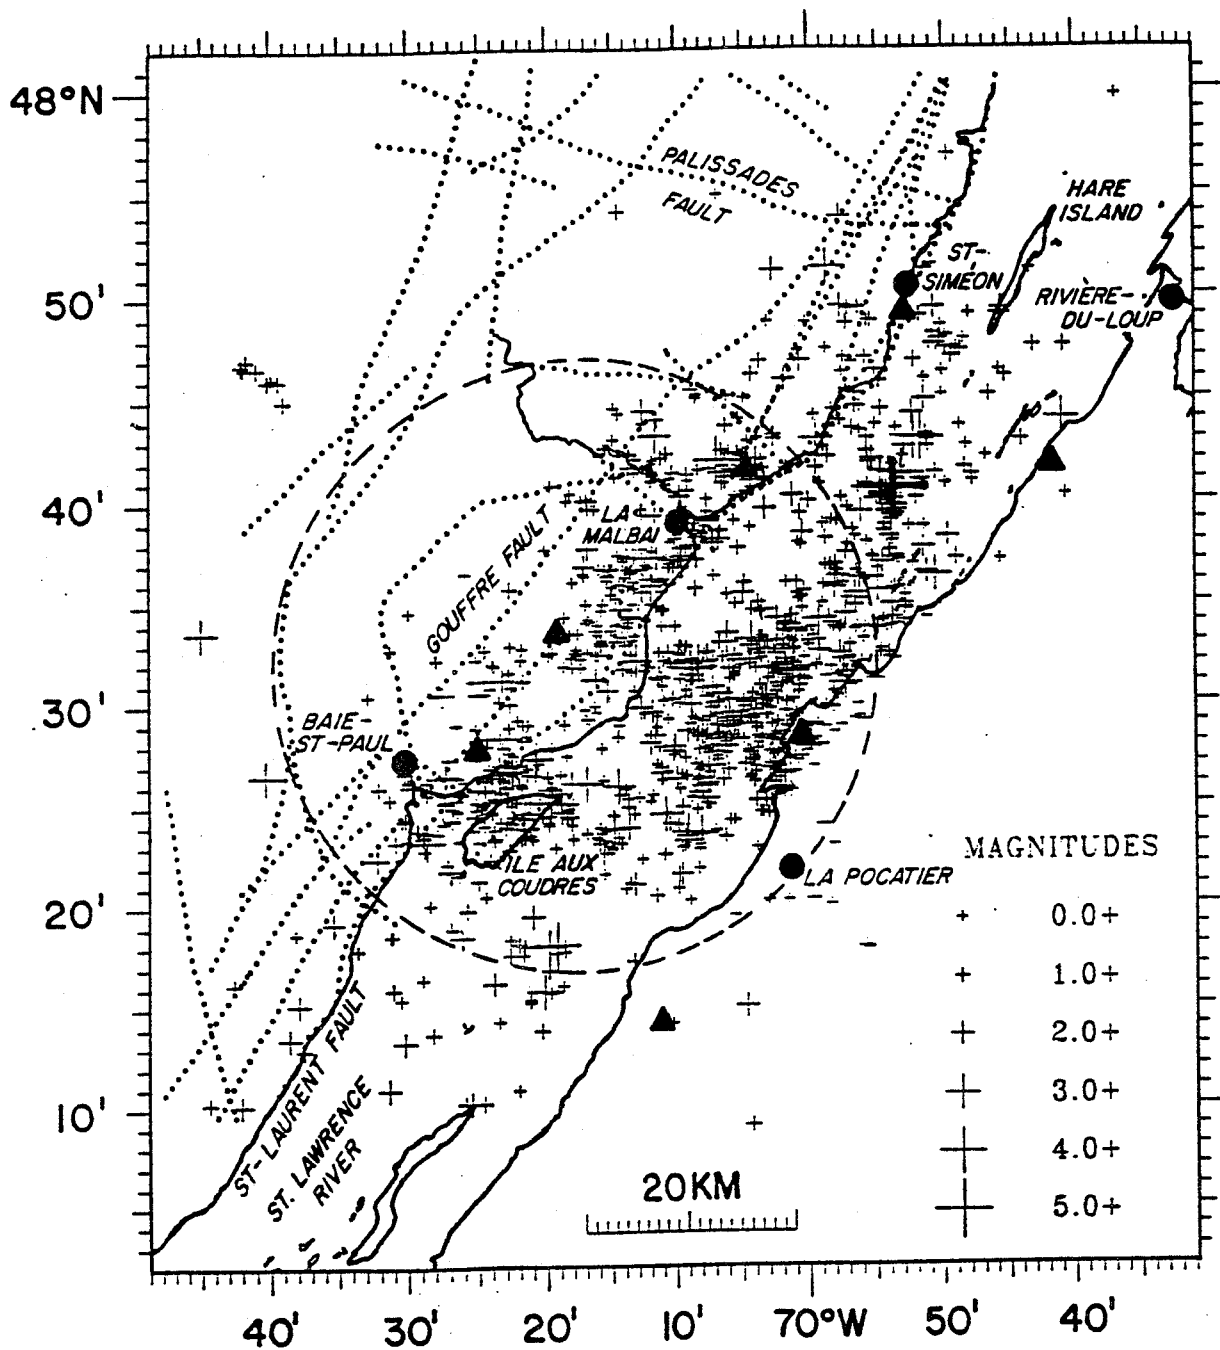 48°N
PALISSADES
FAULT
HARE
ISLAND
ST-
SIMÉON
RIVIÈRE-
DU-LOUP
50'
40'
LA
MALBAI
GOUFFRE FAULT
30'
BAIE-
ST-PAUL
ILE AUX
COUDRES
MAGNITUDES
LA POCATIER
20'
0.0+
1.0+
2.0+
3.0+
4.0+
5.0+
ST-LAURENT FAULT
ST. LAWRENCE
RIVER
10'
20KM
40' 30' 20' 10' 70°W 50' 40'